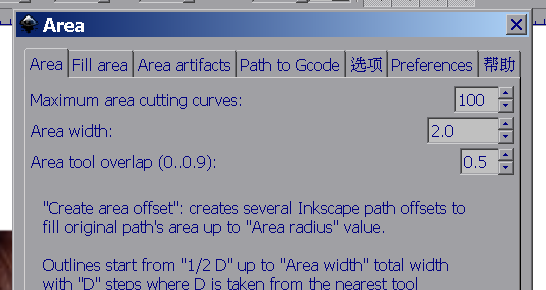 Area
Area Fill area Area artifacts Path to Gcode 选项 Preferences 帮助
Maximum area cutting curves: 100
Area width: 2.0
Area tool overlap (0..0.9): 0.5
"Create area offset": creates several Inkscape path offsets to
fill original path's area up to "Area radius" value.
Outlines start from "1/2 D" up to "Area width" total width
with "D" steps where D is taken from the nearest tool